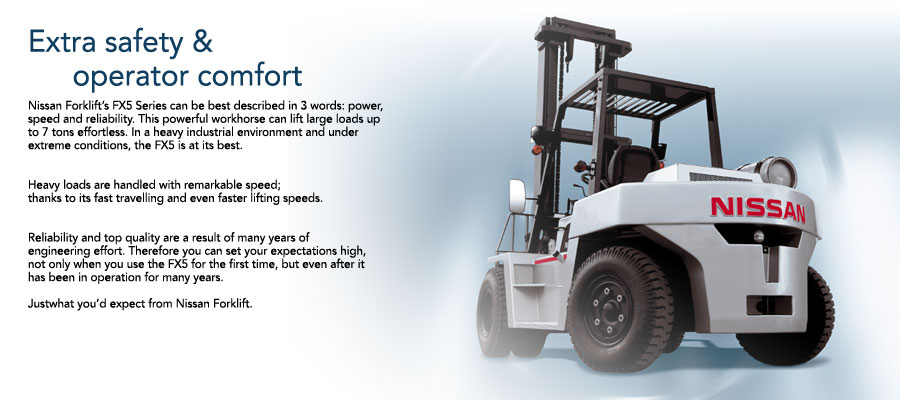 Extra safety &
operator comfort
Nissan Forklift's FX5 Series can be best described in 3 words: power,
speed and reliability. This powerful workhorse can lift large loads up
to 7 tons effortless. In a heavy industrial environment and under
extreme conditions, the FX5 is at its best.
Heavy loads are handled with remarkable speed;
thanks to its fast travelling and even faster lifting speeds.
Reliability and top quality are a result of many years of
engineering effort. Therefore you can set your expectations high,
not only when you use the FX5 for the first time, but even after it
has been in operation for many years.
Justwhat you'd expect from Nissan Forklift.
NISSAN